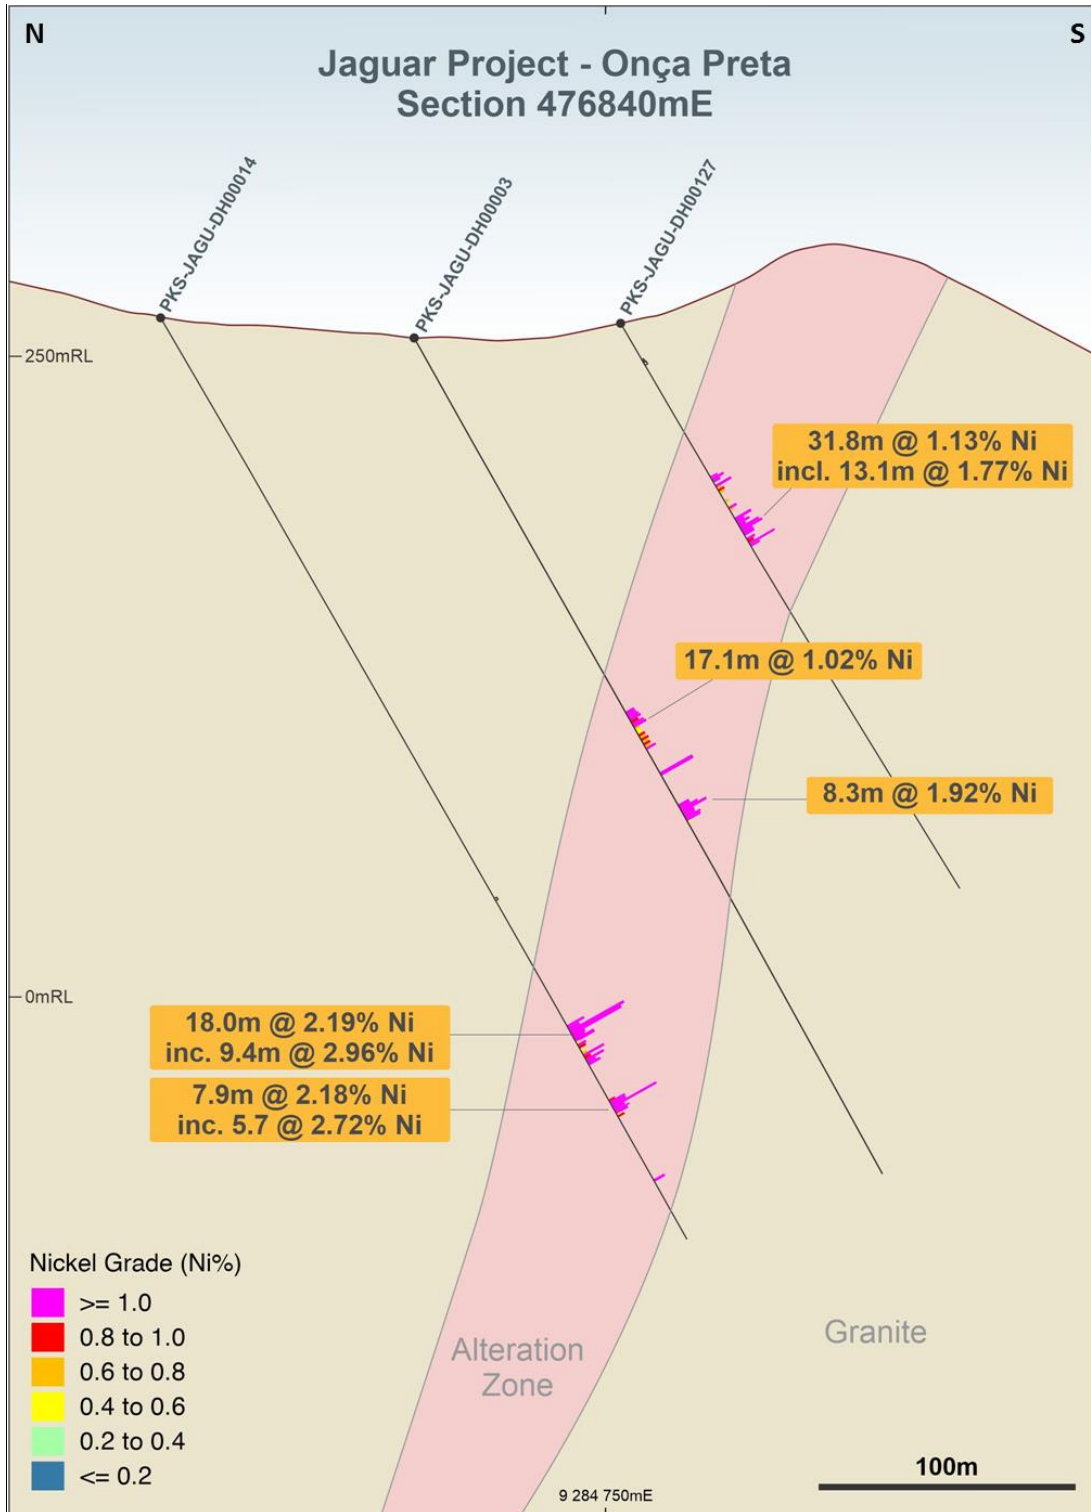 N
S
Jaguar Project - Onça Preta
Section 476840mE
PKS-JAGU-DH00014
PKS-JAGU-DH00003
PKS-JAGU-DH00127
250mRL
31.8m @ 1.13% Ni
incl. 13.1m @ 1.77% Ni
17.1m @ 1.02% Ni
8.3m @ 1.92% Ni
0mRL
18.0m @ 2.19% Ni
inc. 9.4m @ 2.96% Ni
7.9m @ 2.18% Ni
inc. 5.7 @ 2.72% Ni
Nickel Grade (Ni%)
>= 1.0
0.8 to 1.0
0.6 to 0.8
0.4 to 0.6
0.2 to 0.4
<= 0.2
Alteration
Zone
Granite
100m
9 284 750mE